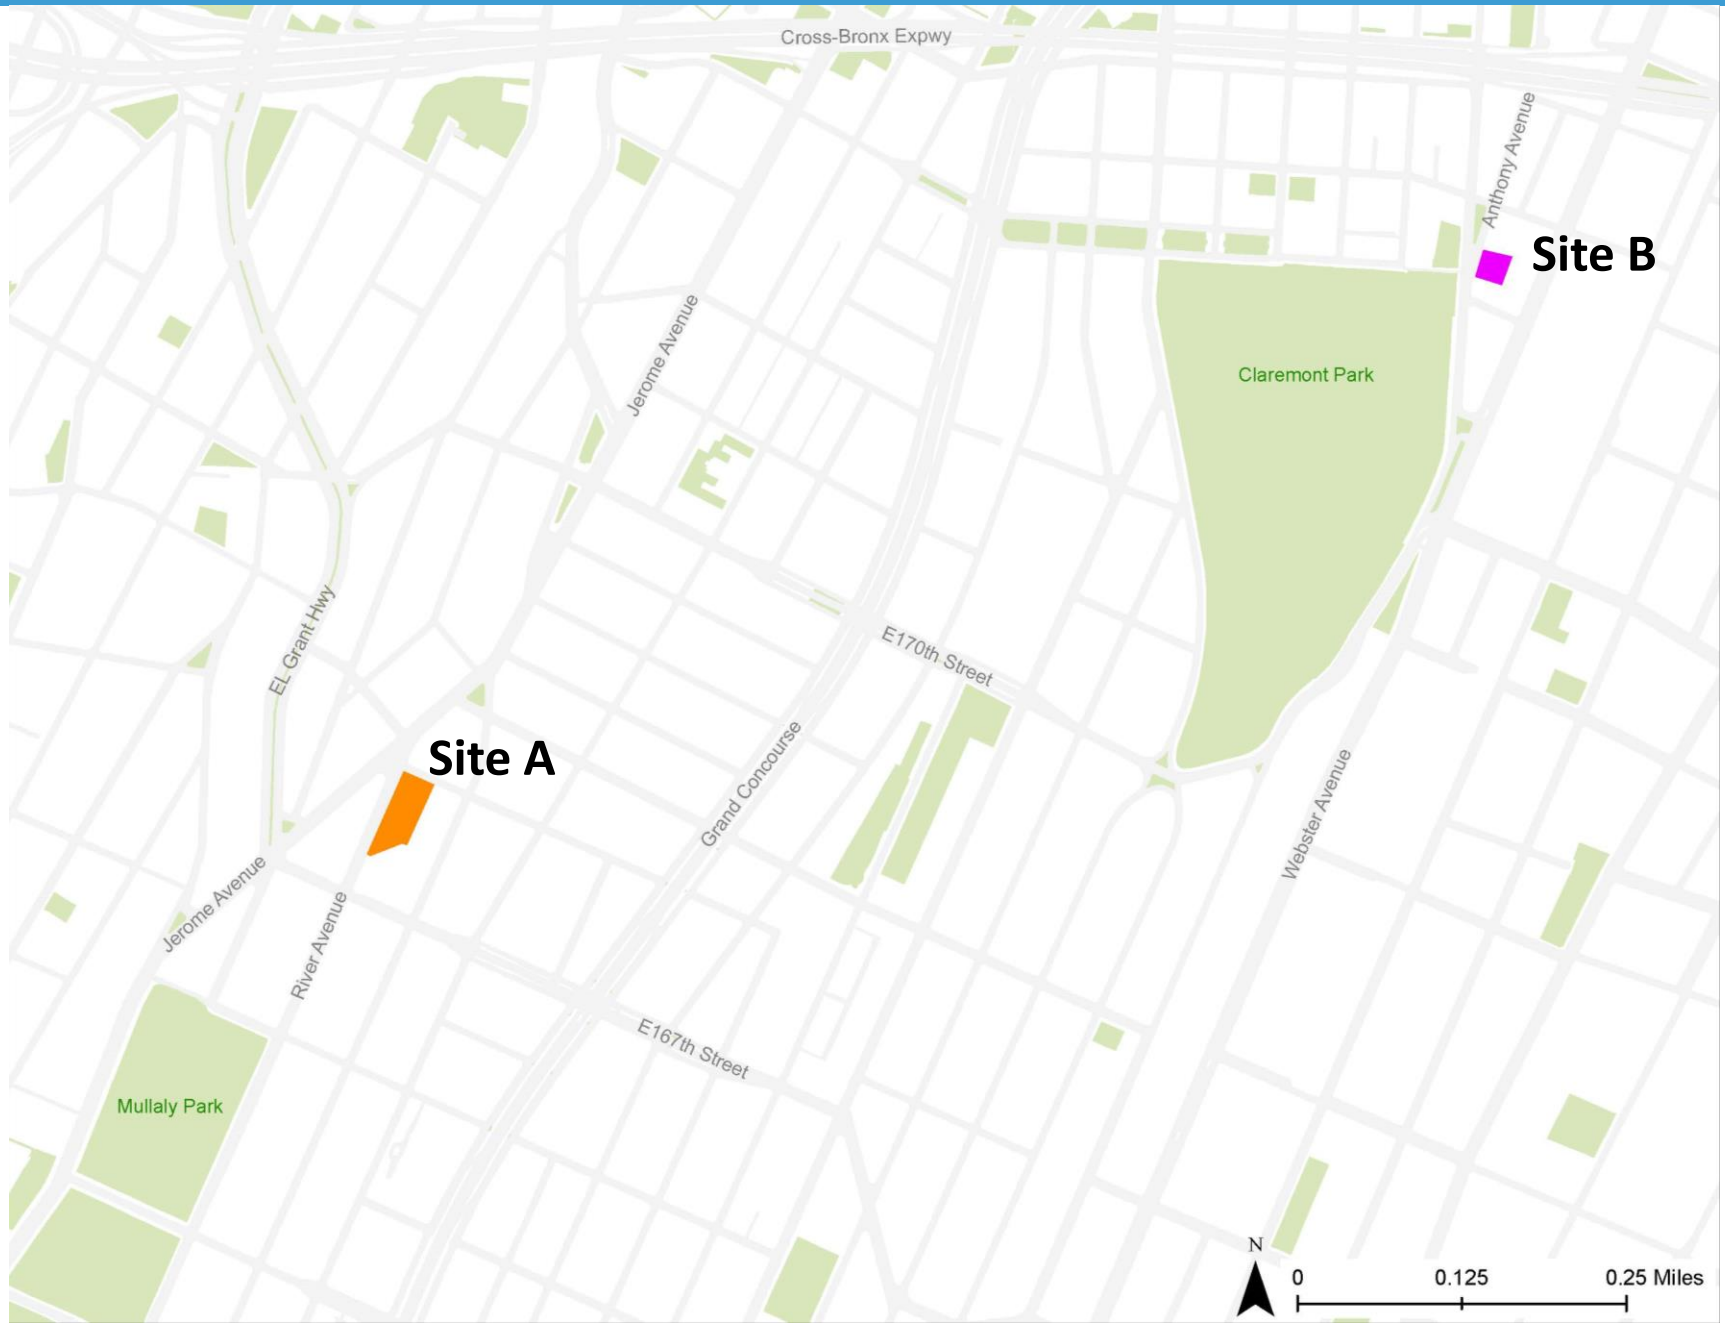 Cross-Bronx Expwy
Anthony Avenue
Site B
Jerome Avenue
Claremont Park
EL Grant Hwy
E170th Street
Site A
Grand Concourse
Webster Avenue
Jerome Avenue
River Avenue
E167th Street
Mullaly Park
N
0 0.125 0.25 Miles